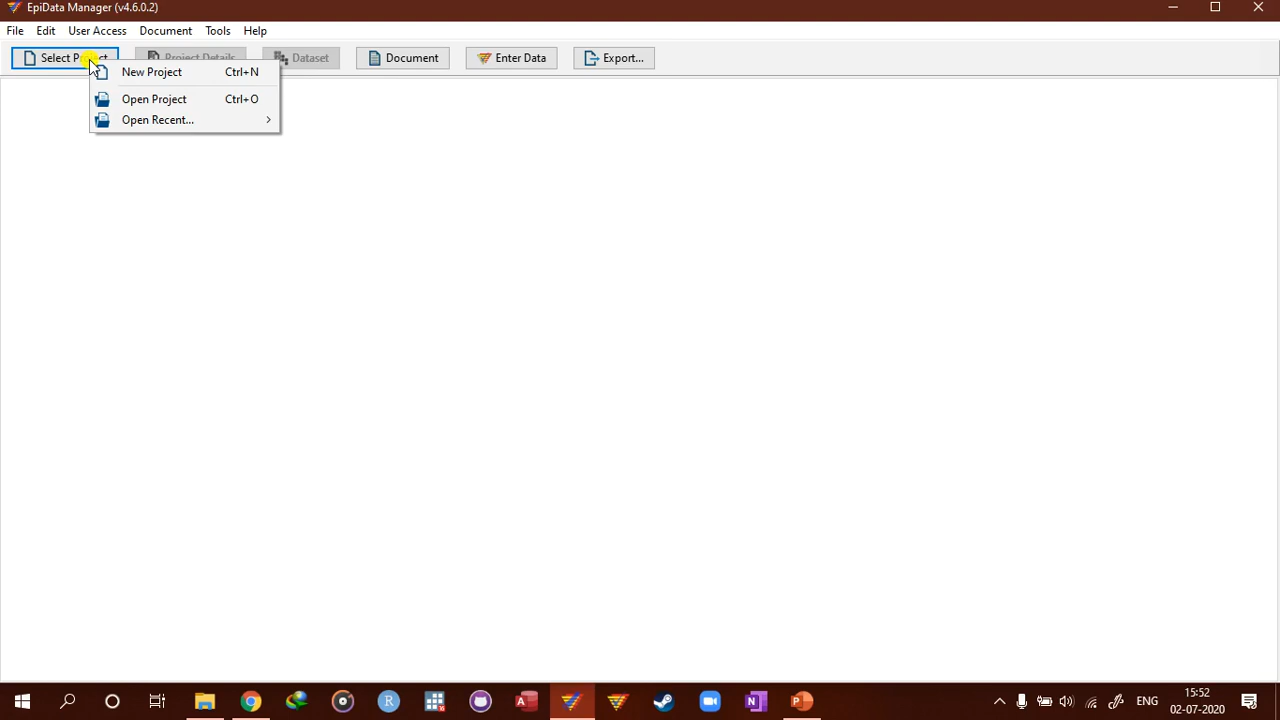 EpiData Manager (v4.6.0.2)
File Edit User Access Document Tools Help
Select Project Project Details Dataset Document Enter Data Export...
New Project Ctrl+N
Open Project Ctrl+O
Open Recent...
ENG
15:52
02-07-2020